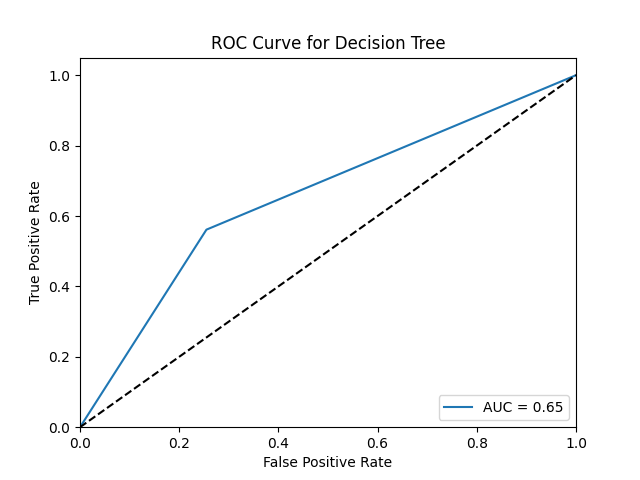 ROC Curve for Decision Tree
1.0
0.8
0.6
0.4
0.2
0.0
True Positive Rate
AUC = 0.65
0.0 0.2 0.4 0.6 0.8 1.0
False Positive Rate